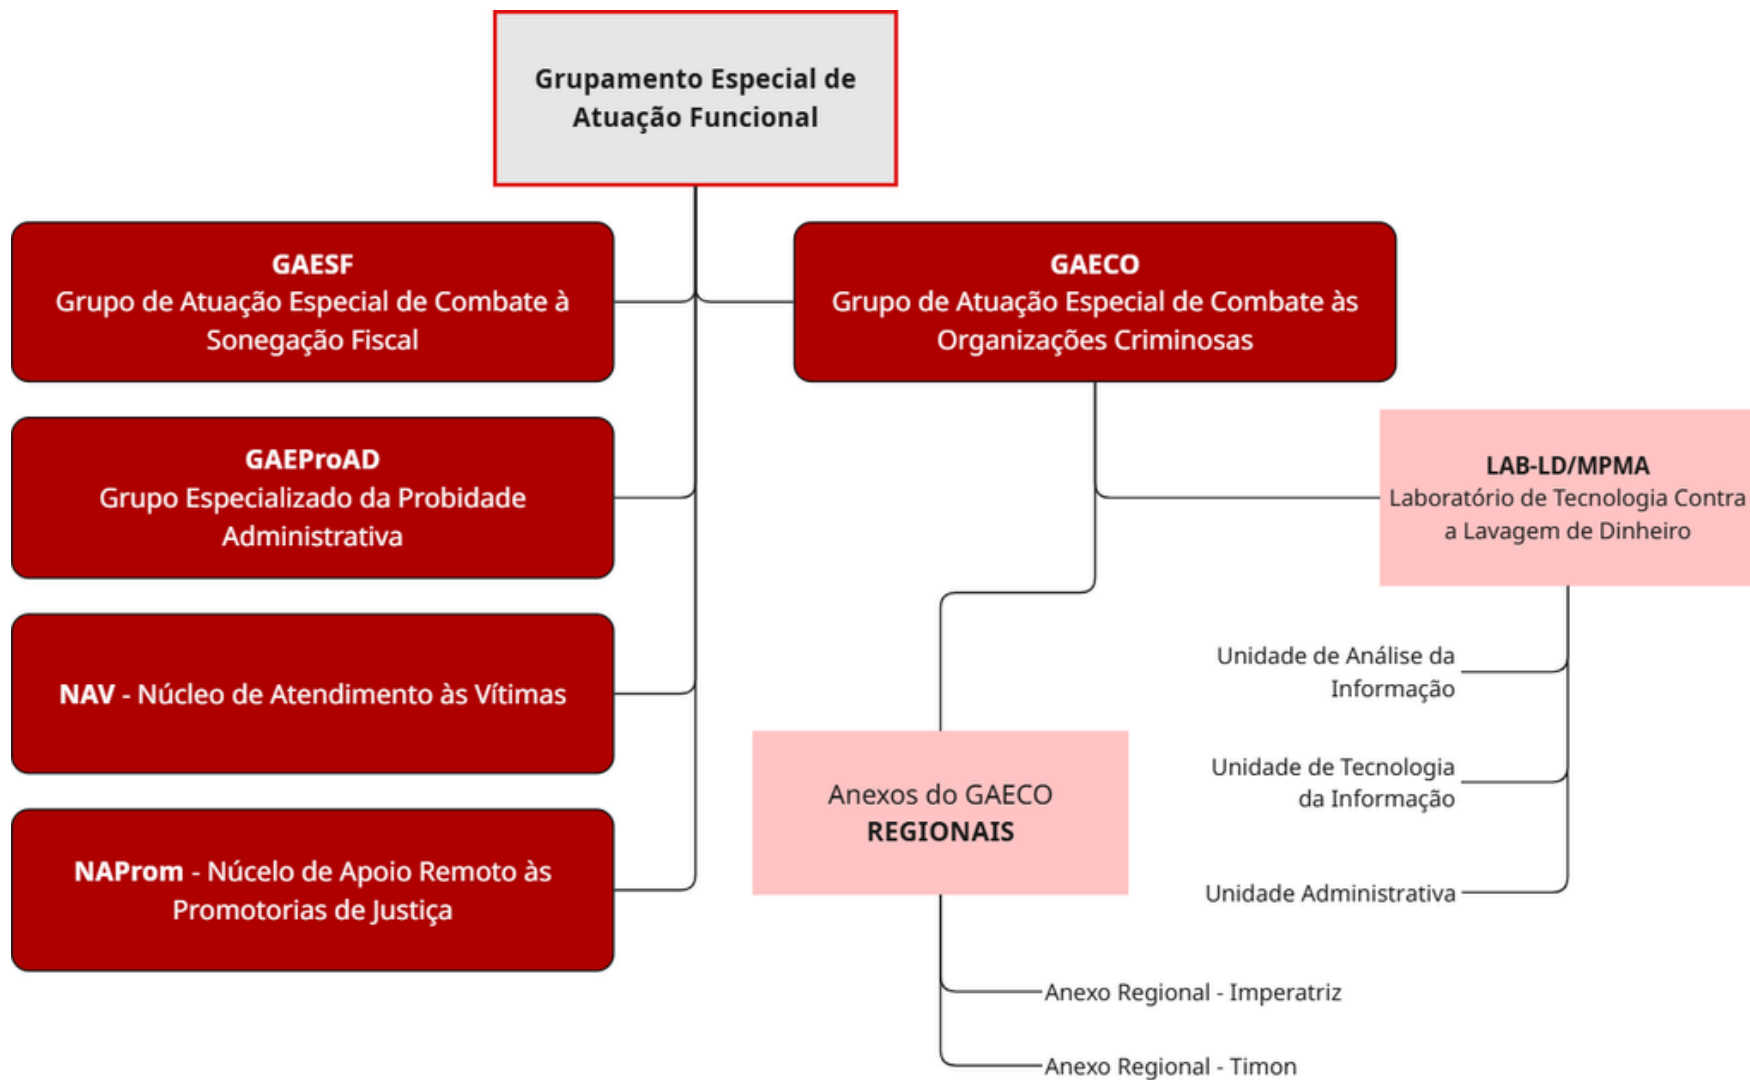 Grupamento Especial de
Atuação Funcional
GAESF
Grupo de Atuação Especial de Combate à
Sonegação Fiscal
GAECO
Grupo de Atuação Especial de Combate às
Organizações Criminosas
GAEProAD
Grupo Especializado da Probidade
Administrativa
LAB-LD/MPMA
Laboratório de Tecnologia Contra
a Lavagem de Dinheiro
NAV - Núcleo de Atendimento às Vítimas
Unidade de Análise da
Informação
Unidade de Tecnologia
da Informação
Unidade Administrativa
Anexos do GAECO
REGIONAIS
NAProm - Núcelo de Apoio Remoto às
Promotorias de Justiça
Anexo Regional - Imperatriz
Anexo Regional - Timon